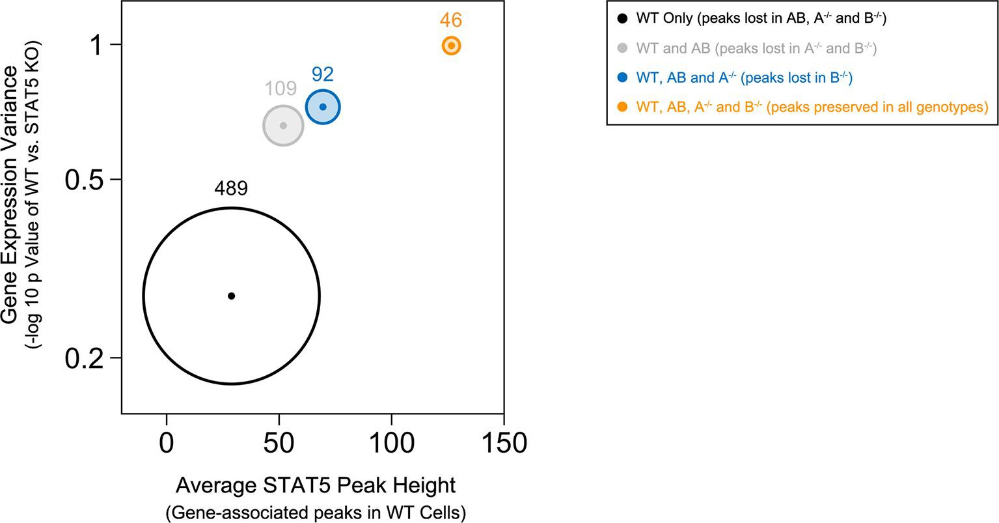 46
1
92
109
0.5
489
0.2
0 50 100 150
Gene Expression Variance
(-log 10 p Value of WT vs. STAT5 KO)
Average STAT5 Peak Height
(Gene-associated peaks in WT Cells)
WT Only (peaks lost in AB, A-/- and B-/-)
WT and AB (peaks lost in A-/- and B-/-)
WT, AB and A-/- (peaks lost in B-/-)
WT, AB, A-/- and B-/- (peaks preserved in all genotypes)